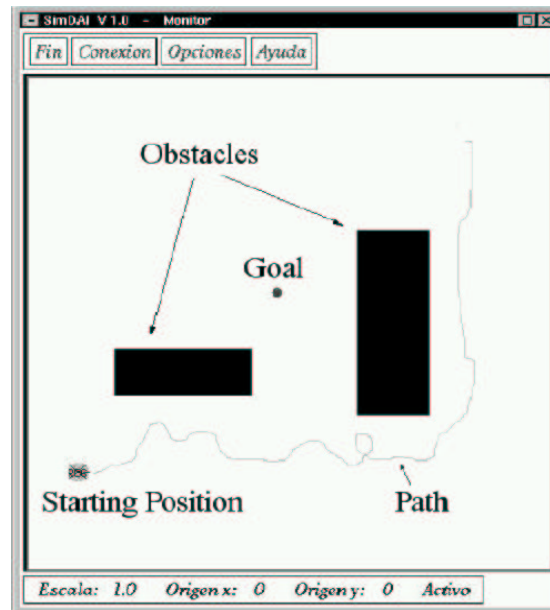 SimDAI V 1.0 - Monitor
Fin Conexion Opciones Ayuda
Obstacles
Goal
Starting Position
Path
Escala: 1.0 Origen x: 0 Origen y: 0 Activo